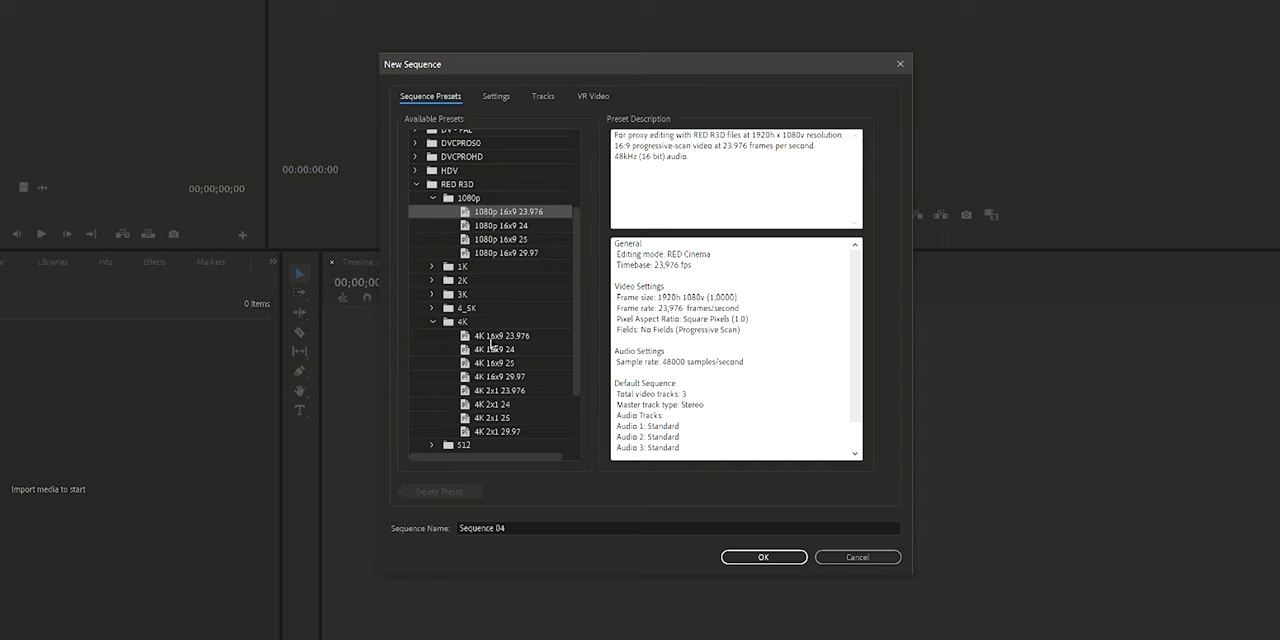 New Sequence
Sequence Presets
Settings
Tracks
VR Video
Available Presets
DV - PAL
DVCPRO50
DVCPROHD
HDV
RED R3D
1080p
1080p 16x9 23.976
1080p 16x9 24
1080p 16x9 25
1080p 16x9 29.97
1K
2K
3K
4_5K
4K
4K 16x9 23.976
4K 16x9 24
4K 16x9 25
4K 16x9 29.97
4K 2x1 23.976
4K 2x1 24
4K 2x1 25
4K 2x1 29.97
512
Delete Preset
Preset Description
For proxy editing with RED R3D files at 1920h x 1080v resolution.
16:9 progressive-scan video at 23.976 frames per second.
48kHz (16 bit) audio.
General
Editing mode: RED Cinema
Timebase: 23,976 fps
Video Settings
Frame size: 1920h 1080v (1,0000)
Frame rate: 23,976 frames/second
Pixel Aspect Ratio: Square Pixels (1.0)
Fields: No Fields (Progressive Scan)
Audio Settings
Sample rate: 48000 samples/second
Default Sequence
Total video tracks: 3
Master track type: Stereo
Audio Tracks:
Audio 1: Standard
Audio 2: Standard
Audio 3: Standard
Sequence Name:
Sequence 04
OK
Cancel
00;00;00;00
00:00:00:00
Libraries
Info
Effects
Markers
0 Items
Import media to start
Timeline: